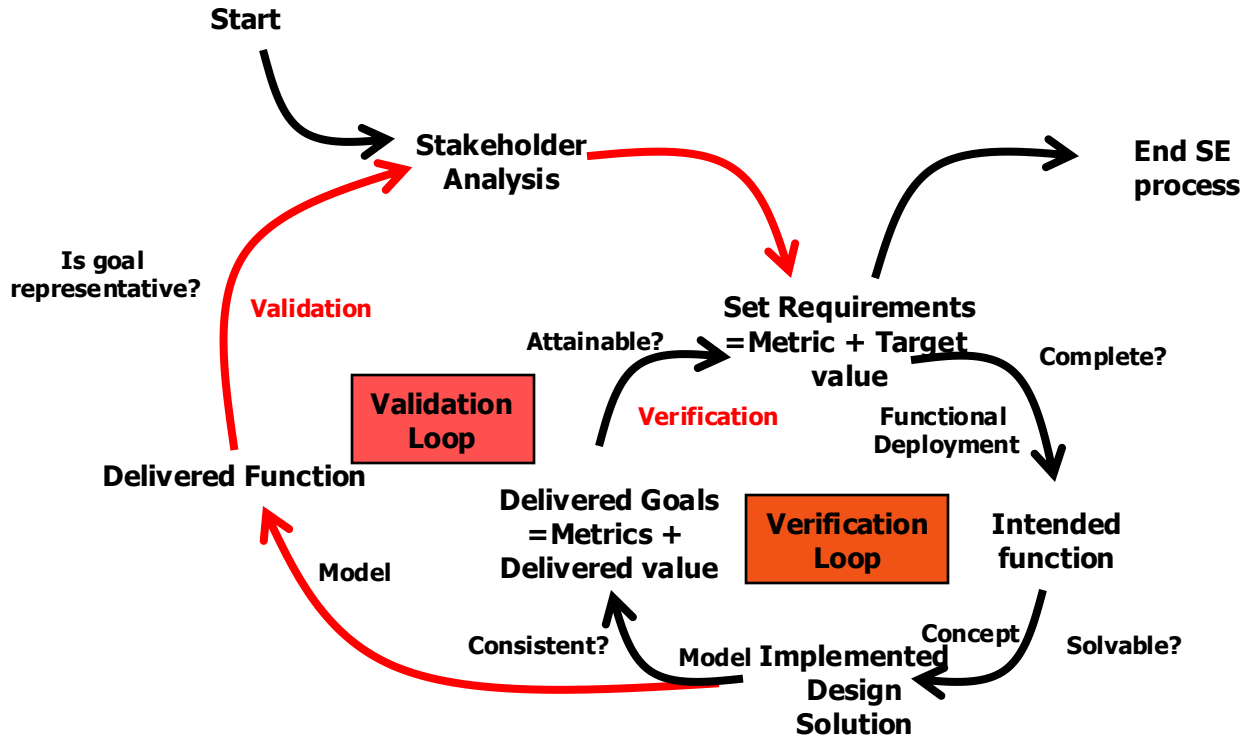 Start
Stakeholder
Analysis
End SE
process
Is goal
representative?
Validation
Set Requirements
=Metric + Target
value
Attainable?
Complete?
Validation
Loop
Verification
Functional
Deployment
Delivered Function
Delivered Goals
=Metrics +
Delivered value
Verification
Loop
Intended
function
Model
Consistent?
Model
Concept
Solvable?
Implemented
Design
Solution